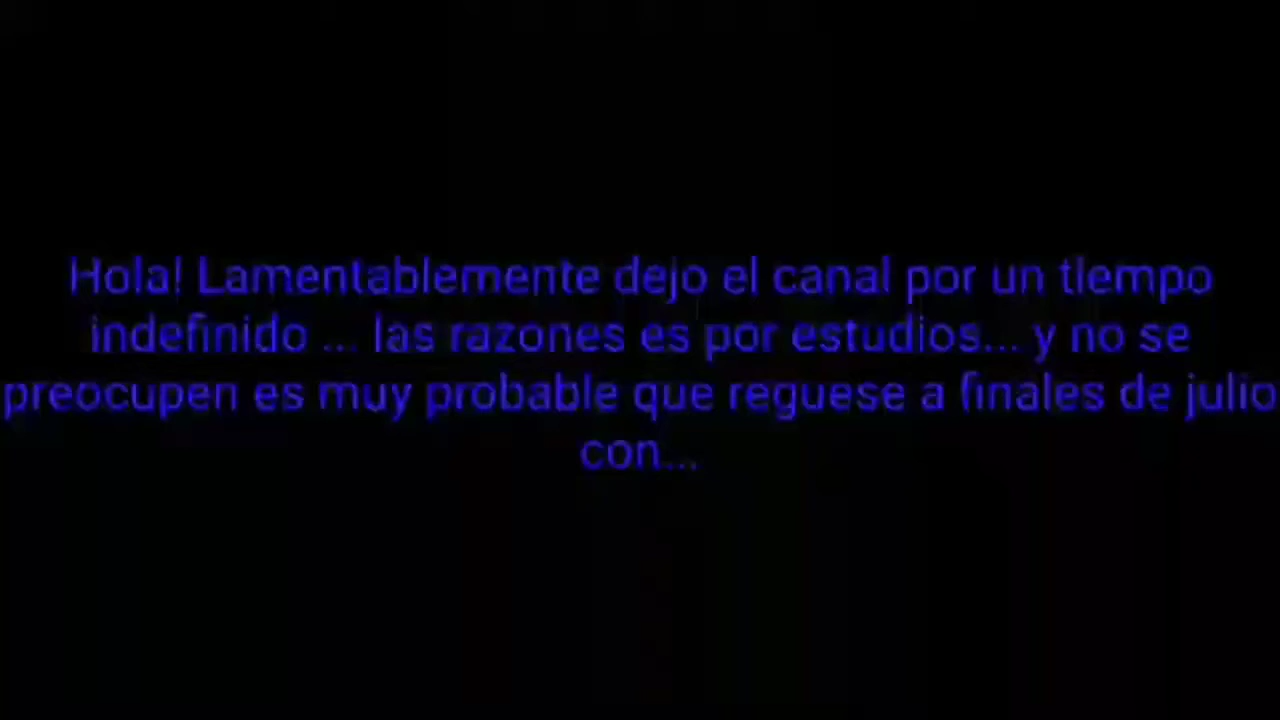 Hola! Lamentablemente dejo el canal por un tiempo
indefinido ... las razones es por estudios... y no se
preocupen es muy probable que reguese a finales de julio
con...